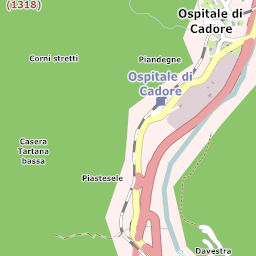 (1318)
Ospitale di
Cadore
Corni stretti
Piandegne
Ospitale di
Cadore
Casera
Tartana
bassa
Piastesele
Davestra